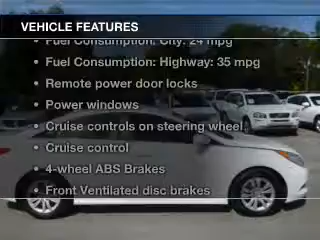 VEHICLE FEATURES
• Fuel Consumption: City: 24 mpg
• Fuel Consumption: Highway: 35 mpg
• Remote power door locks
• Power windows
• Cruise controls on steering wheel
• Cruise control
• 4-wheel ABS Brakes
• Front Ventilated disc brakes